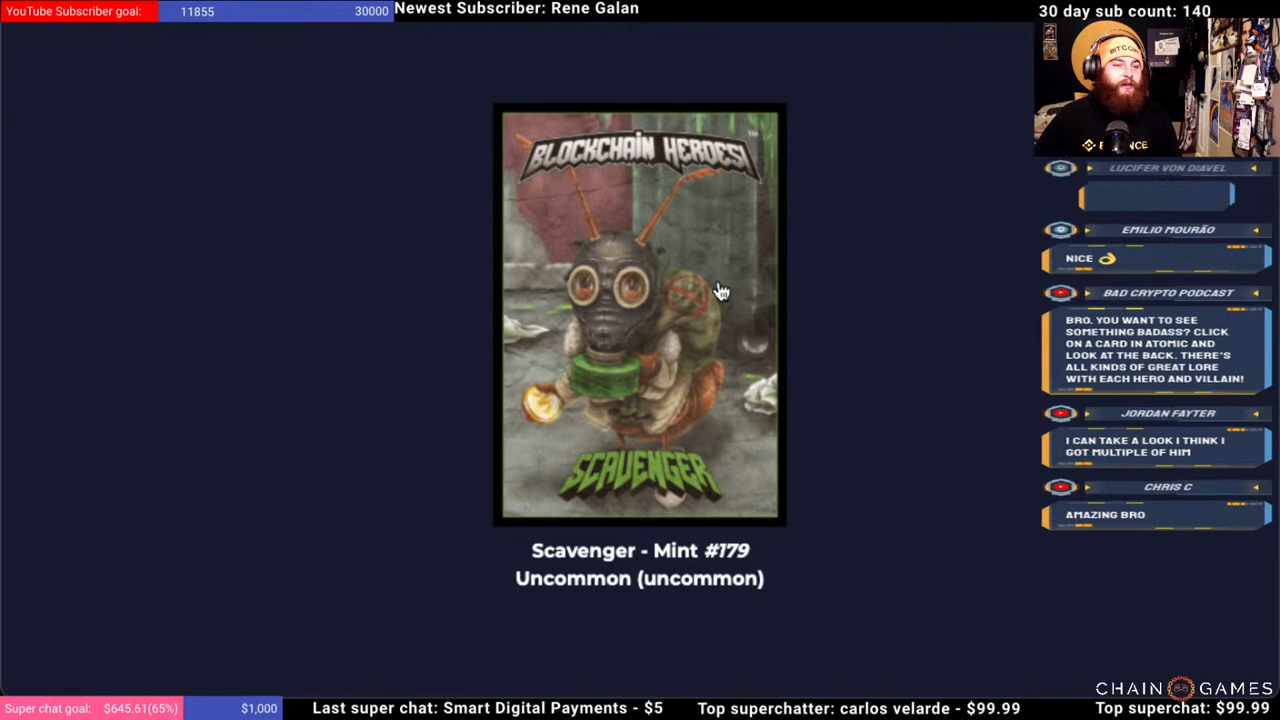 YouTube Subscriber goal: 11855 30000 Newest Subscriber: Rene Galan 30 day sub count: 140
BITCOIN
BINANCE
BLOCKCHAIN HEROES! ™
SCAVENGER
Scavenger - Mint #179
Uncommon (uncommon)
LUCIFER VON DIAVEL
EMILIO MOURÃO
NICE
BAD CRYPTO PODCAST
BRO. YOU WANT TO SEE
SOMETHING BADASS? CLICK
ON A CARD IN ATOMIC AND
LOOK AT THE BACK. THERE'S
ALL KINDS OF GREAT LORE
WITH EACH HERO AND VILLAIN!
JORDAN FAYTER
I CAN TAKE A LOOK I THINK I
GOT MULTIPLE OF HIM
CHRIS C
AMAZING BRO
CHAIN GAMES
Super chat goal: $645.61(65%) $1,000 Last super chat: Smart Digital Payments - $5 Top superchatter: carlos velarde - $99.99 Top superchat: $99.99